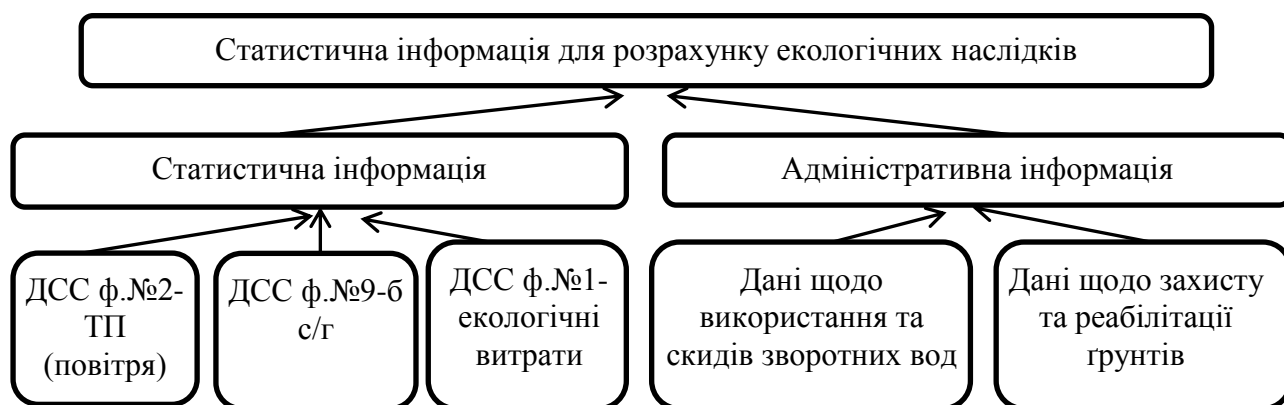 Статистична інформація для розрахунку екологічних наслідків
Статистична інформація
Адміністративна інформація
ДСС ф.№2-
ТП
(повітря)
ДСС ф.№9-б
с/г
ДСС ф.№1-
екологічні
витрати
Дані щодо
використання та
скидів зворотних вод
Дані щодо захисту
та реабілітації
ґрунтів